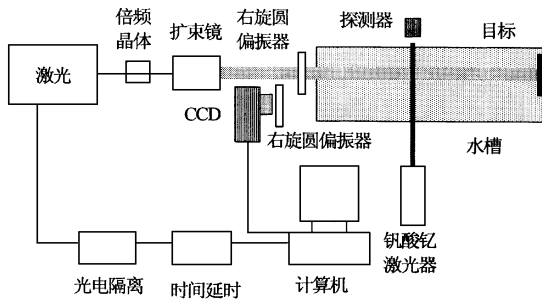 倍频
晶体
扩束镜
右旋圆
偏振器
探测器
目标
激光
CCD
右旋圆偏振器
水槽
钒酸钇
激光器
光电隔离
时间延时
计算机